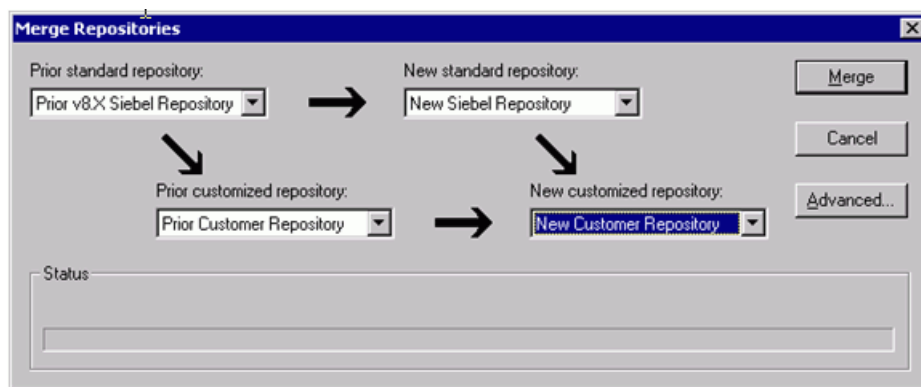 Merge Repositories
Prior standard repository:
New standard repository:
Merge
Prior v8.X Siebel Repository
New Siebel Repository
Cancel
Prior customized repository:
New customized repository:
Advanced...
Prior Customer Repository
New Customer Repository
Status